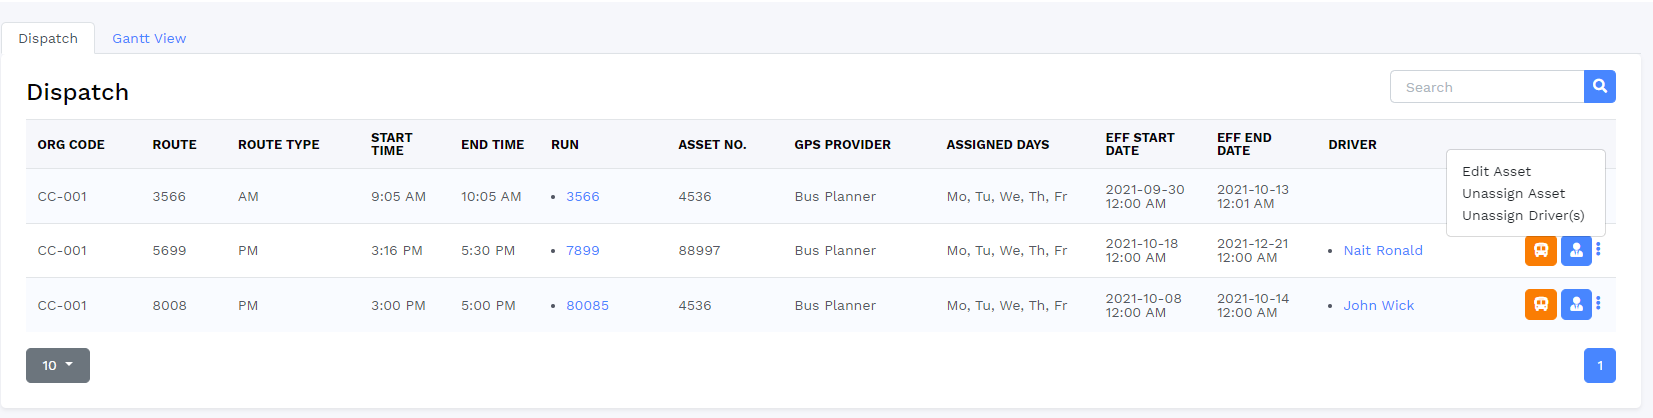 Dispatch Gantt View
Dispatch
Search
ORG CODE ROUTE ROUTE TYPE START TIME END TIME RUN ASSET NO. GPS PROVIDER ASSIGNED DAYS EFF START DATE EFF END DATE DRIVER
Edit Asset
Unassign Asset
Unassign Driver(s)
CC-001 3566 AM 9:05 AM 10:05 AM • 3566 4536 Bus Planner Mo, Tu, We, Th, Fr 2021-09-30 12:00 AM 2021-10-13 12:01 AM
CC-001 5699 PM 3:16 PM 5:30 PM • 7899 88997 Bus Planner Mo, Tu, We, Th, Fr 2021-10-18 12:00 AM 2021-12-21 12:00 AM • Nait Ronald
CC-001 8008 PM 3:00 PM 5:00 PM • 80085 4536 Bus Planner Mo, Tu, We, Th, Fr 2021-10-08 12:00 AM 2021-10-14 12:00 AM • John Wick
10 1